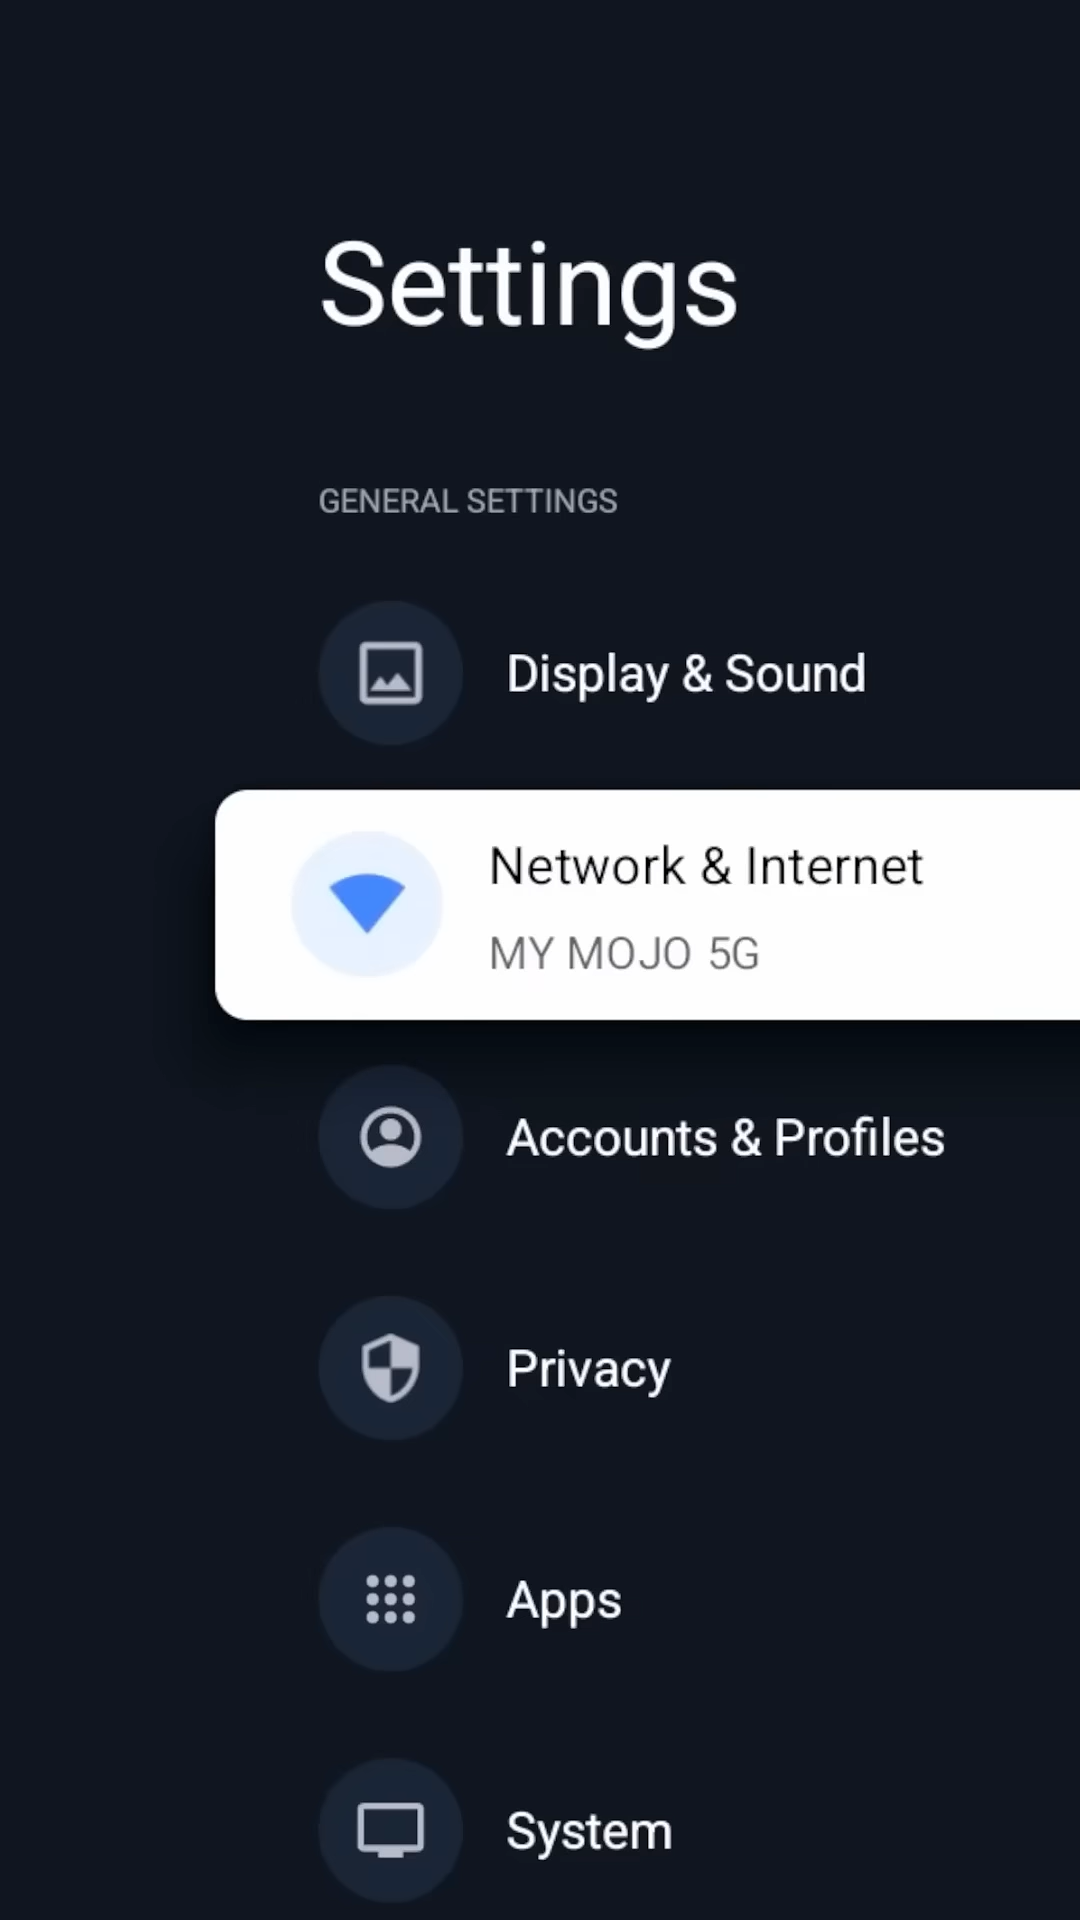 Settings
GENERAL SETTINGS
Display & Sound
Network & Internet
MY MOJO 5G
Accounts & Profiles
Privacy
Apps
System